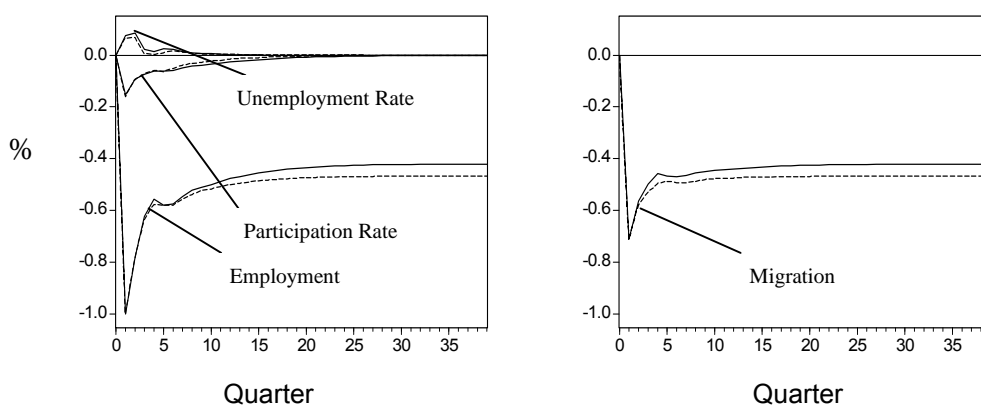 %
0.0
-0.2
-0.4
-0.6
-0.8
-1.0
Unemployment Rate
Participation Rate
Employment
0 5 10 15 20 25 30 35
Quarter
0.0
-0.2
-0.4
-0.6
-0.8
-1.0
Migration
0 5 10 15 20 25 30 35
Quarter